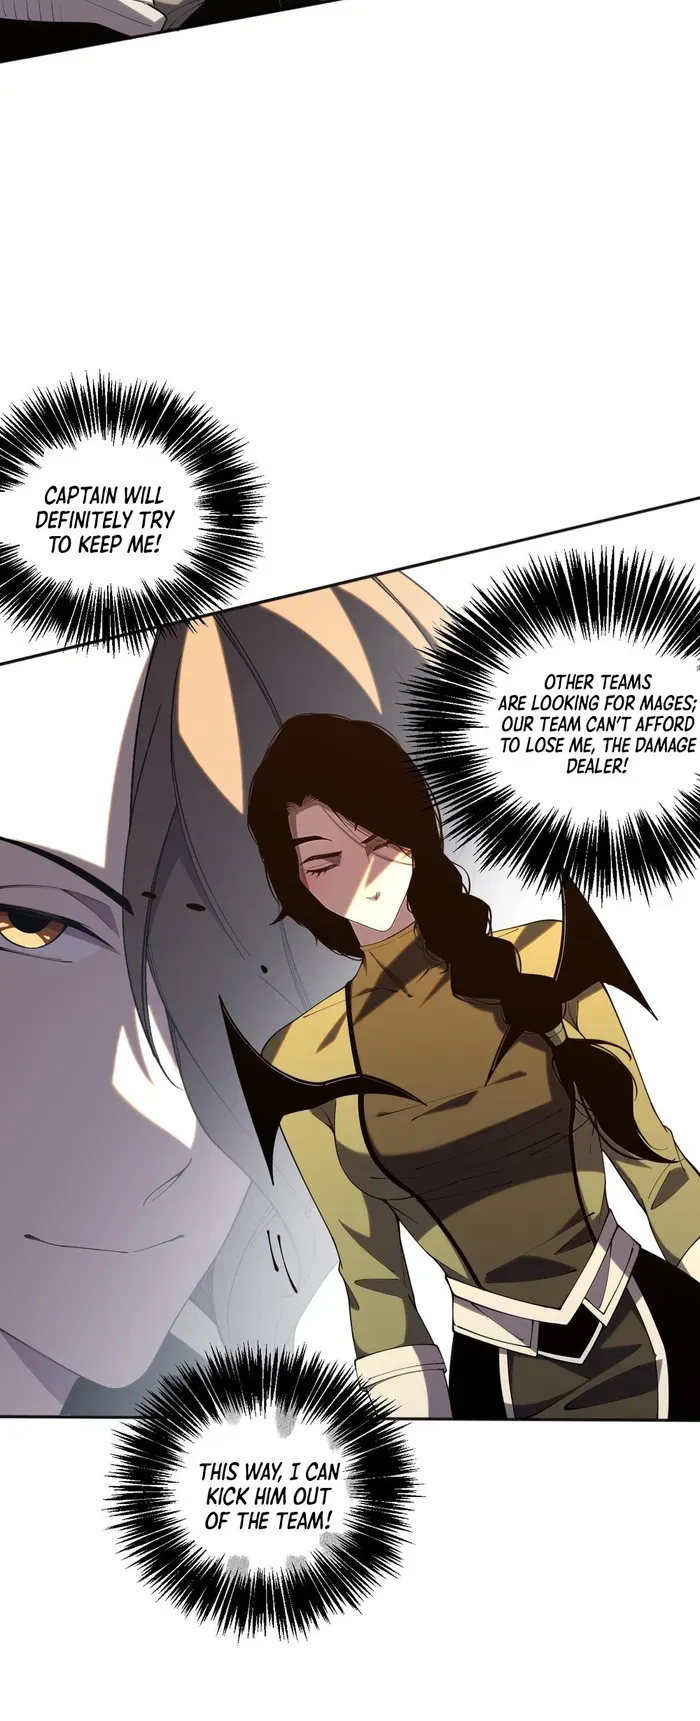 CAPTAIN WILL
DEFINITELY TRY
TO KEEP ME!
OTHER TEAMS
ARE LOOKING FOR MAGES;
OUR TEAM CAN'T AFFORD
TO LOSE ME, THE DAMAGE
DEALER!
THIS WAY, I CAN
KICK HIM OUT
OF THE TEAM!